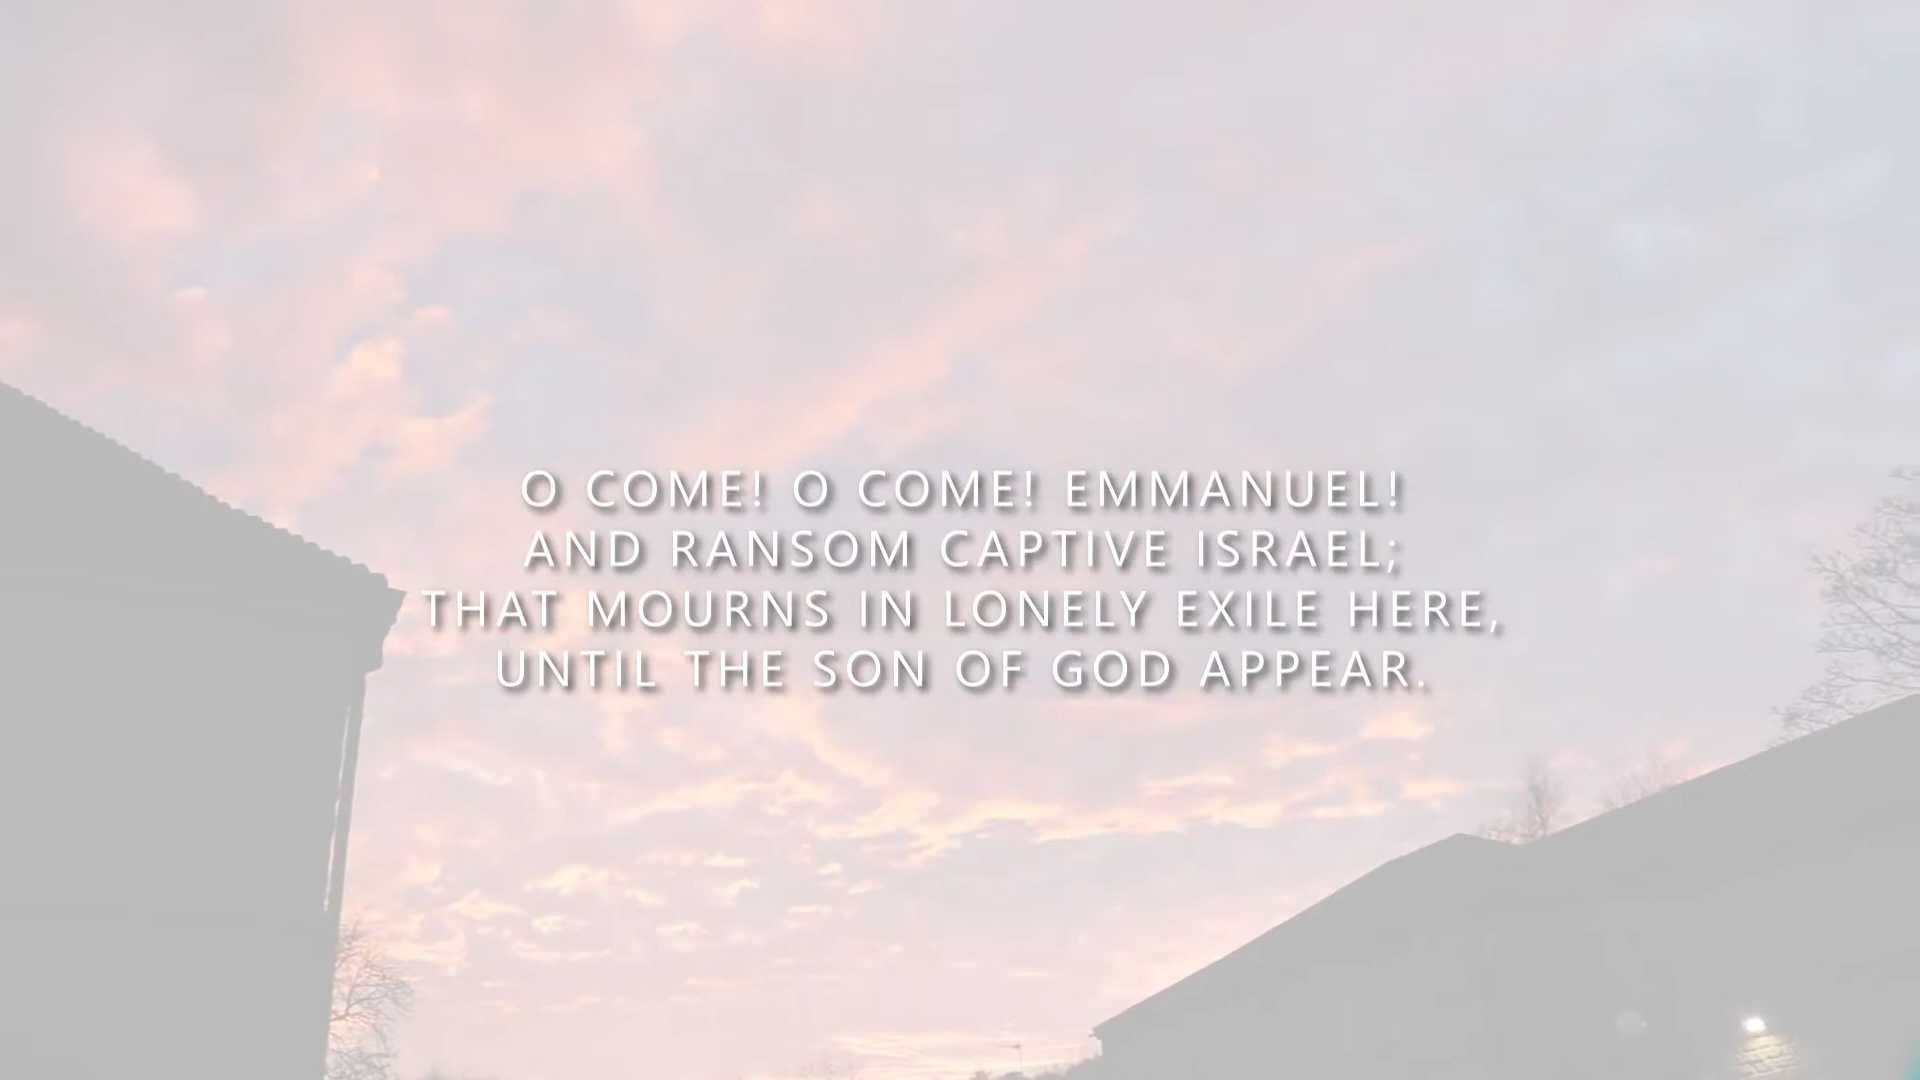 O COME! O COME! EMMANUEL!
AND RANSOM CAPTIVE ISRAEL;
THAT MOURNS IN LONELY EXILE HERE,
UNTIL THE SON OF GOD APPEAR.